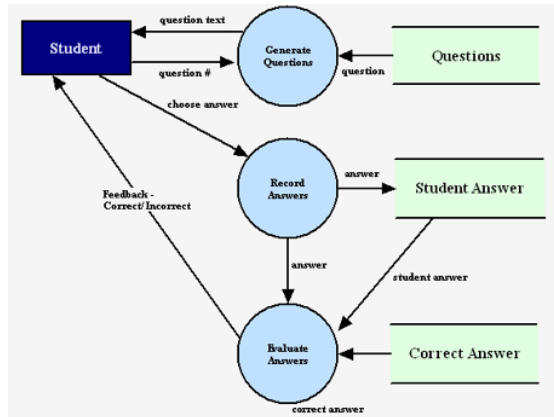 question text
Student
Generate
Questions
Questions
question #
question
choose answer
Record
Answers
answer
Student Answer
Feedback -
Correct/Incorrect
answer
student answer
Evaluate
Answers
Correct Answer
correct answer